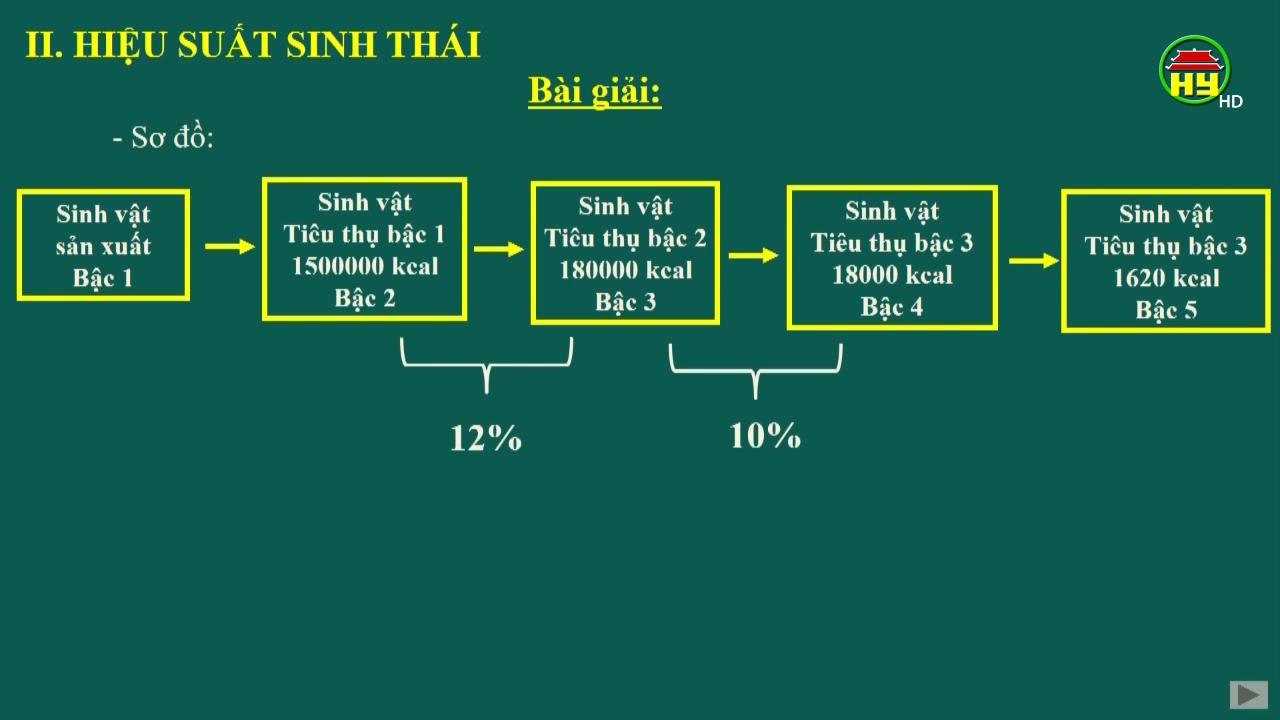 II. HIỆU SUẤT SINH THÁI
HY
HD
Bài giải:
- Sơ đồ:
Sinh vật
sản xuất
Bậc 1
Sinh vật
Tiêu thụ bậc 1
1500000 kcal
Bậc 2
Sinh vật
Tiêu thụ bậc 2
180000 kcal
Bậc 3
Sinh vật
Tiêu thụ bậc 3
18000 kcal
Bậc 4
Sinh vật
Tiêu thụ bậc 3
1620 kcal
Bậc 5
12%
10%